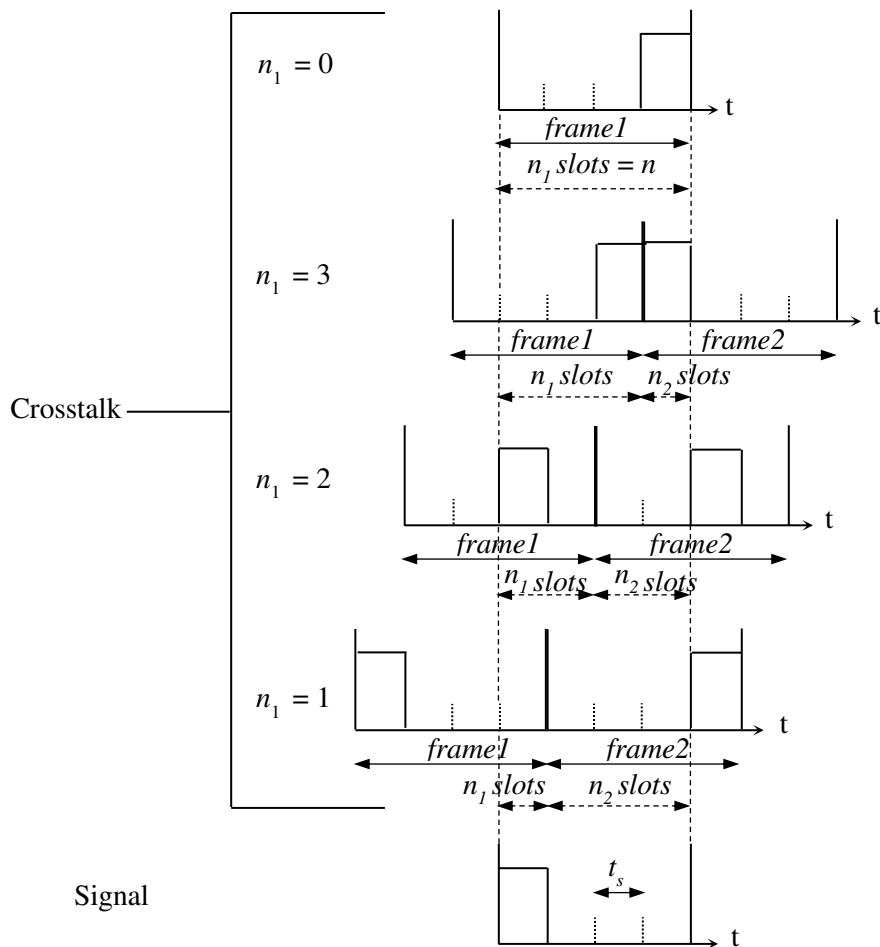 n₁ = 0
t
frame1
n₁ slots = n
n₁ = 3
t
frame1 frame2
n₁ slots n₂ slots
Crosstalk
n₁ = 2
t
frame1 frame2
n₁ slots n₂ slots
n₁ = 1
t
frame1 frame2
n₁ slots n₂ slots
Signal
tₛ
t